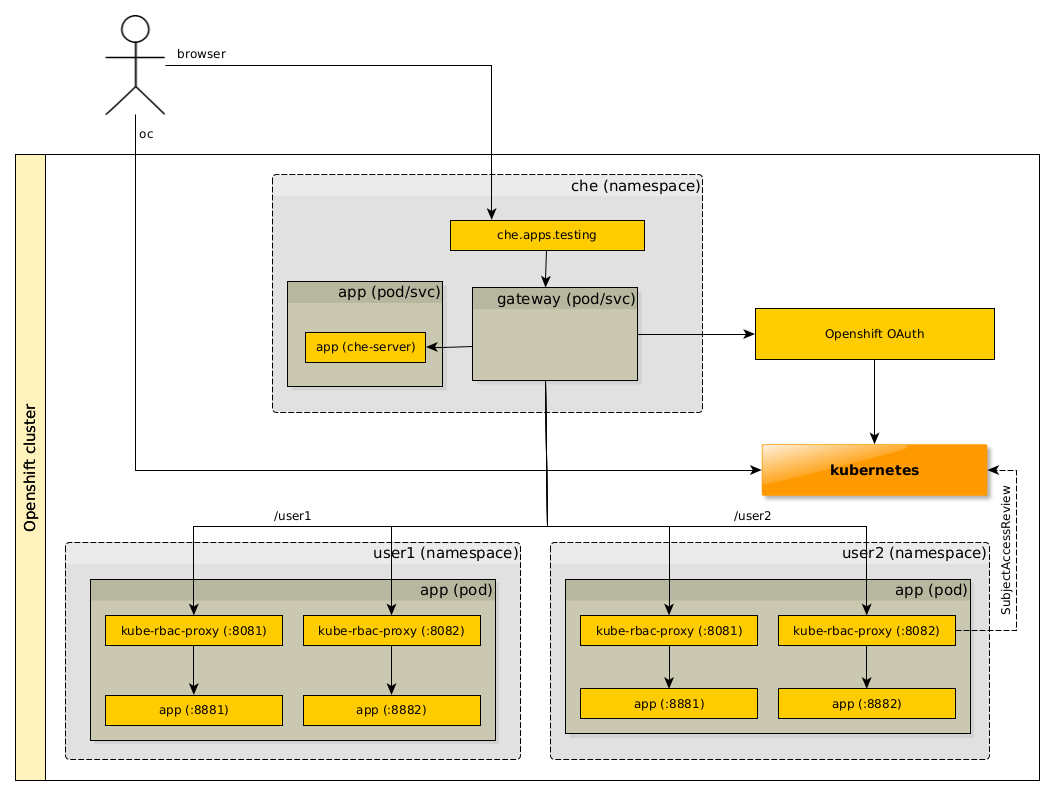 browser
oc
Openshift cluster
che (namespace)
che.apps.testing
app (pod/svc)
gateway (pod/svc)
app (che-server)
Openshift OAuth
kubernetes
SubjectAccessReview
/user1
/user2
user1 (namespace)
app (pod)
kube-rbac-proxy (:8081)
kube-rbac-proxy (:8082)
app (:8881)
app (:8882)
user2 (namespace)
app (pod)
kube-rbac-proxy (:8081)
kube-rbac-proxy (:8082)
app (:8881)
app (:8882)